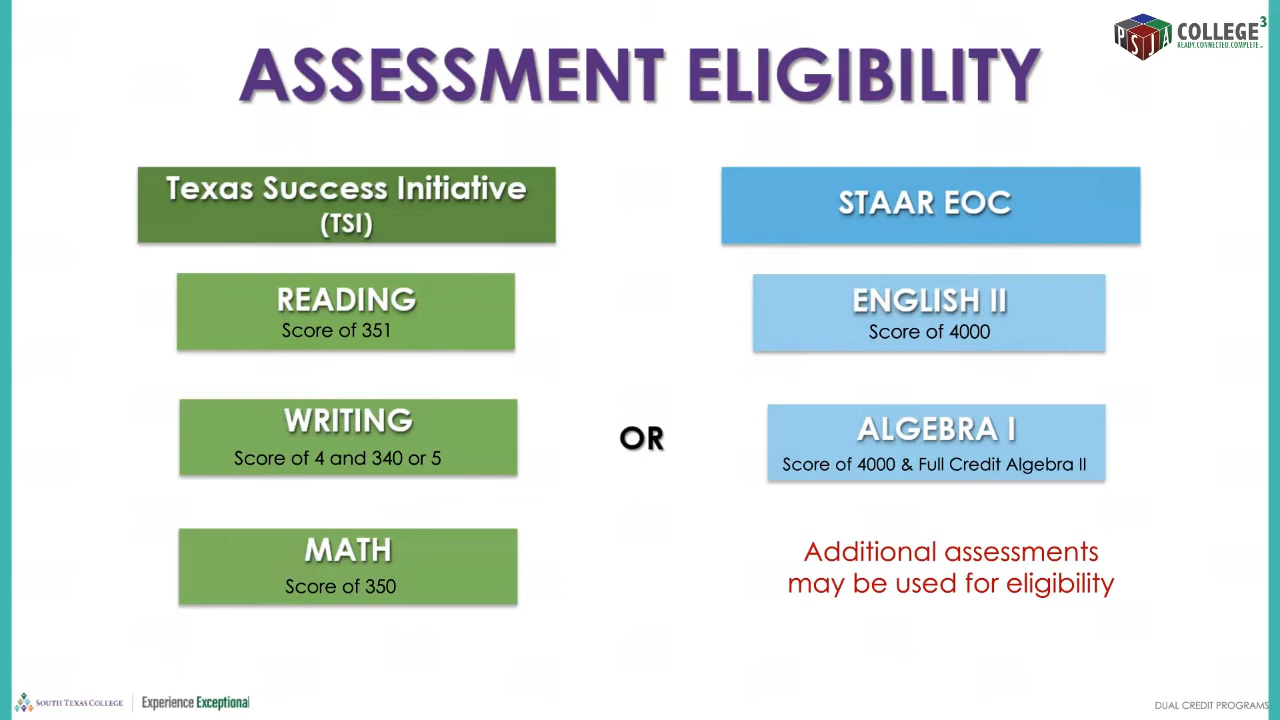 PSJA COLLEGE³
READY.CONNECTED.COMPLETE
ASSESSMENT ELIGIBILITY
Texas Success Initiative
(TSI)
READING
Score of 351
WRITING
Score of 4 and 340 or 5
MATH
Score of 350
OR
STAAR EOC
ENGLISH II
Score of 4000
ALGEBRA I
Score of 4000 & Full Credit Algebra II
Additional assessments
may be used for eligibility
SOUTH TEXAS COLLEGE
Experience Exceptional
DUAL CREDIT PROGRAMS